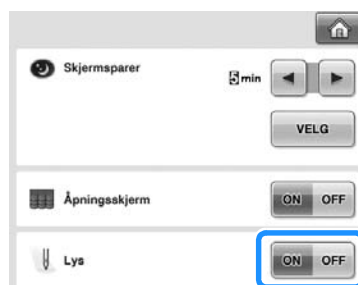 Skjermsparer
5 min
VELG
Åpningsskjerm
ON OFF
Lys
ON OFF